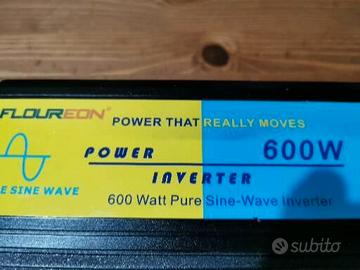 FLOUREON®
POWER THAT REALLY MOVES
POWER 600W
INVERTER
E SINE WAVE
600 Watt Pure Sine-Wave Inverter
subito